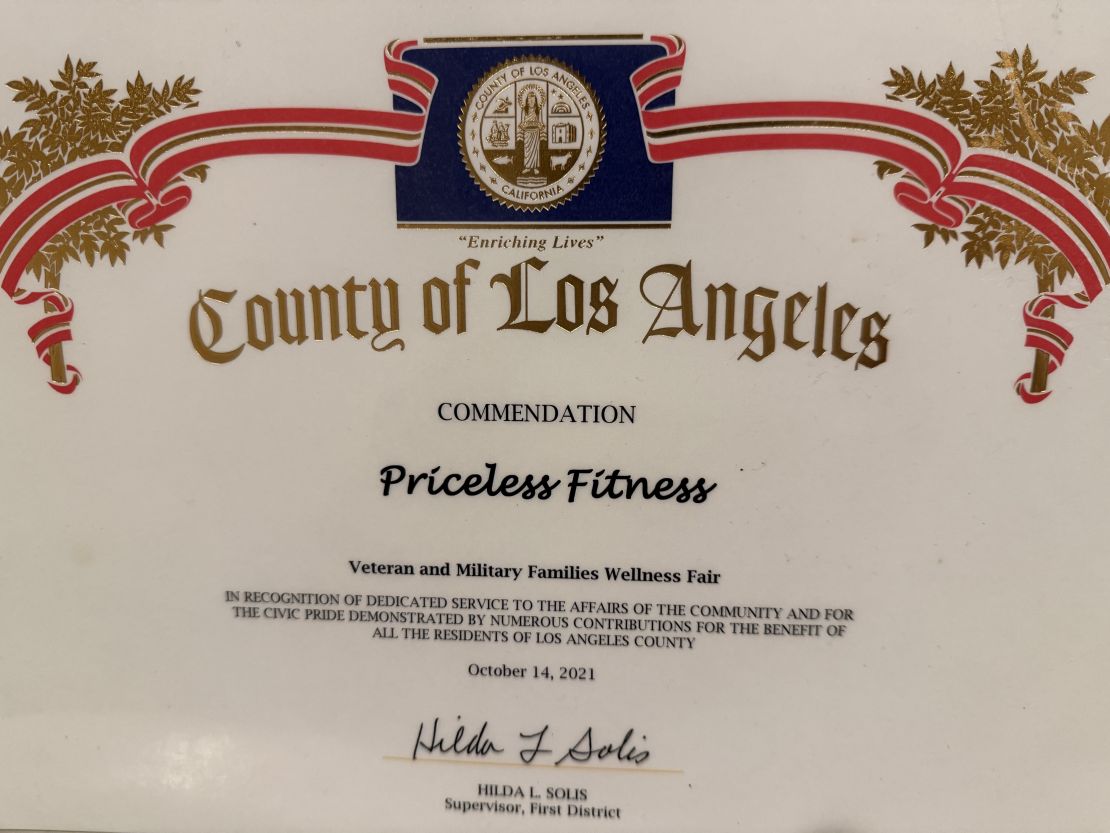 COUNTY OF LOS ANGELES
CALIFORNIA
“Enriching Lives”
County of Los Angeles
COMMENDATION
Priceless Fitness
Veteran and Military Families Wellness Fair
IN RECOGNITION OF DEDICATED SERVICE TO THE AFFAIRS OF THE COMMUNITY AND FOR
THE CIVIC PRIDE DEMONSTRATED BY NUMEROUS CONTRIBUTIONS FOR THE BENEFIT OF
ALL THE RESIDENTS OF LOS ANGELES COUNTY
October 14, 2021
Hilda L Solis
HILDA L. SOLIS
Supervisor, First District